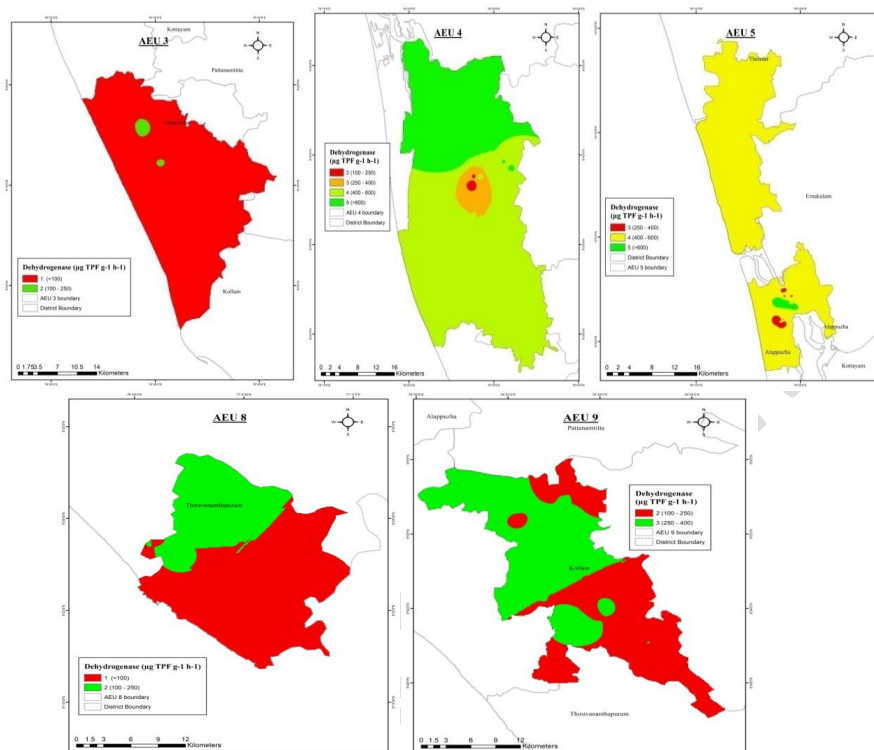 AEU 3
Kottayam
Pattanamtitta
N
W E
S
Kollam
Dehydrogenase (µg TPF g-1 h-1)
1 (<100)
2 (100 - 250)
AEU 3 boundary
District Boundary
0 1.75 3.5 7 10.5 14
Kilometers
AEU 4
N
W E
S
Dehydrogenase
(µg TPF g-1 h-1)
2 (100 - 250)
3 (250 - 400)
4 (400 - 600)
5 (>600)
AEU 4 boundary
District Boundary
0 2 4 8 12 16
Kilometers
AEU 5
N
W E
S
Thrissur
Ernakulam
Dehydrogenase
(µg TPF g-1 h-1)
3 (250 - 400)
4 (400 - 600)
5 (>600)
District Boundary
AEU 5 boundary
Alappuzha
Alappuzha
Kottayam
0 2 4 8 12 16
Kilometers
AEU 8
N
W E
S
Thiruvananthapuram
Dehydrogenase (µg TPF g-1 h-1)
1 (<100)
2 (100 - 250)
AEU 8 boundary
District Boundary
0 1.5 3 6 9 12
Kilometers
AEU 9
Alappuzha
Pattanamtitta
N
W E
S
Dehydrogenase
(µg TPF g-1 h-1)
2 (100 - 250)
3 (250 - 400)
AEU 9 boundary
District Boundary
Kollam
Thiruvananthapuram
0 1.5 3 6 9 12
Kilometers